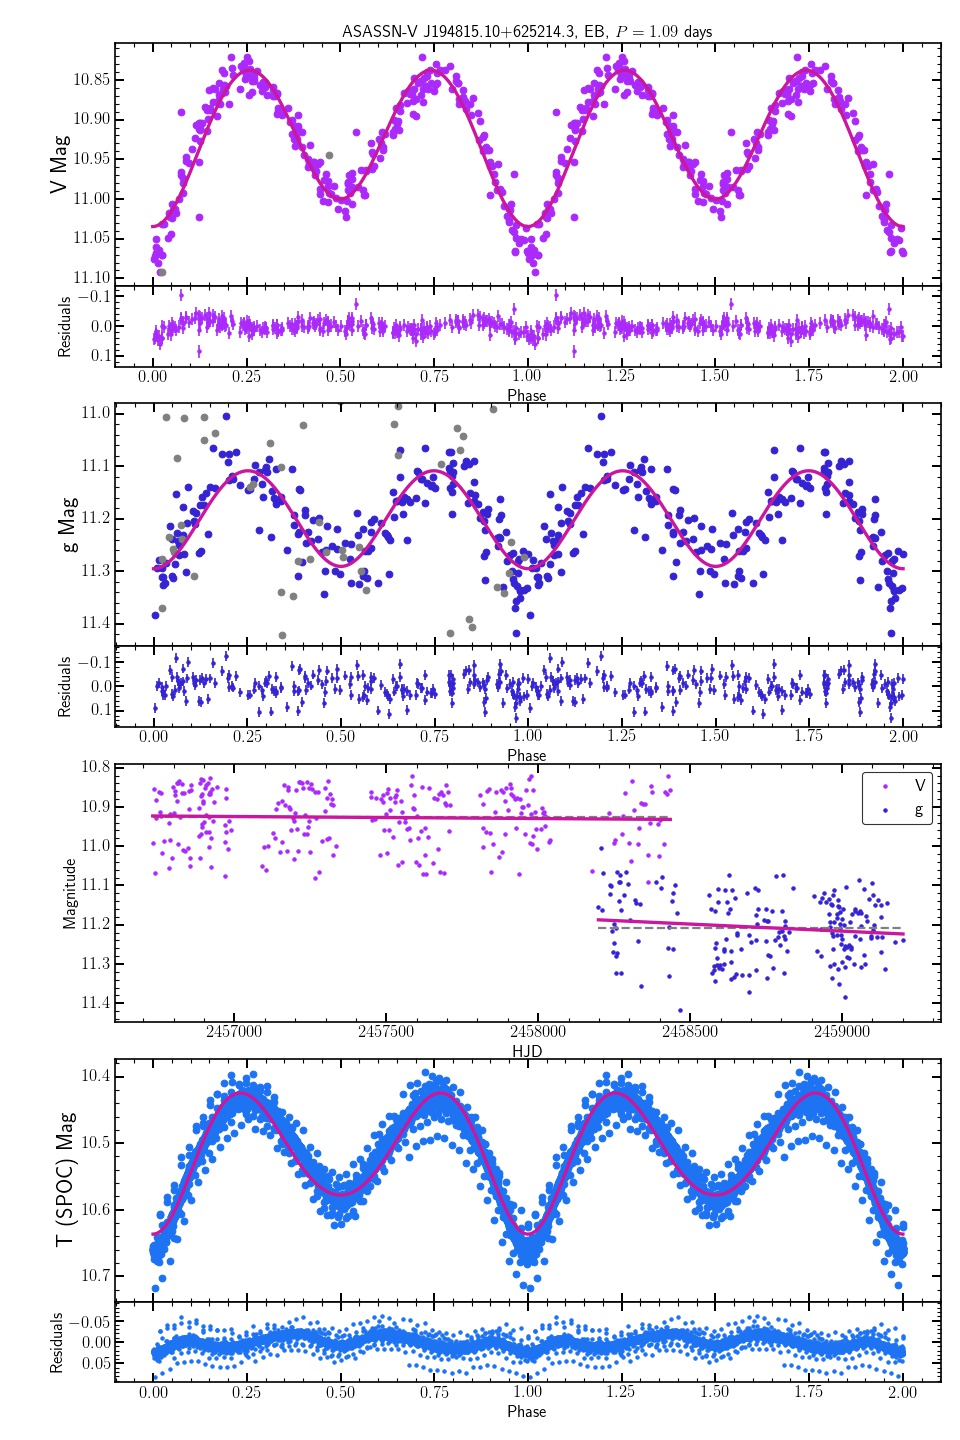 ASASSN-V J194815.10+625214.3, EB, P = 1.09 days
V Mag
10.85
10.90
10.95
11.00
11.05
11.10
Residuals
−0.1
0.0
0.1
0.00 0.25 0.50 0.75 1.00 1.25 1.50 1.75 2.00
Phase
g Mag
11.0
11.1
11.2
11.3
11.4
Residuals
−0.1
0.0
0.1
0.00 0.25 0.50 0.75 1.00 1.25 1.50 1.75 2.00
Phase
Magnitude
10.8
10.9
11.0
11.1
11.2
11.3
11.4
V
g
2457000 2457500 2458000 2458500 2459000
HJD
T (SPOC) Mag
10.4
10.5
10.6
10.7
Residuals
−0.05
0.00
0.05
0.00 0.25 0.50 0.75 1.00 1.25 1.50 1.75 2.00
Phase